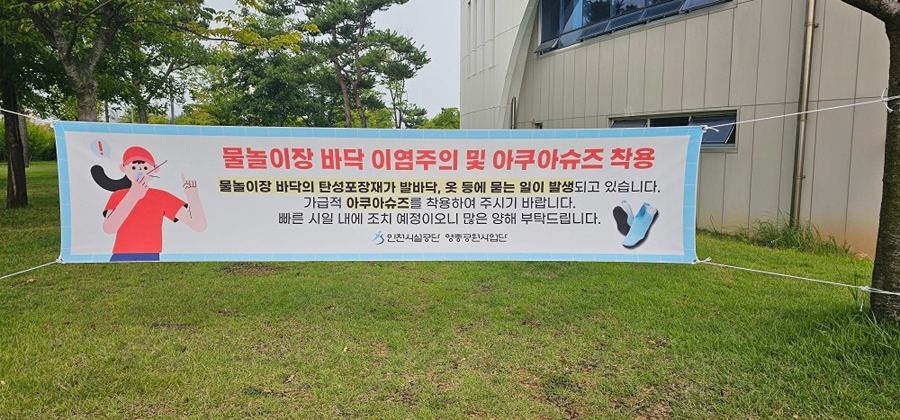 물놀이장 바닥 이염주의 및 아쿠아슈즈 착용
물놀이장 바닥의 탄성포장재가 발바닥, 옷 등에 묻는 일이 발생되고 있습니다.
가급적 아쿠아슈즈를 착용하여 주시기 바랍니다.
빠른 시일 내에 조치 예정이오니 많은 양해 부탁드립니다.
인천시설공단 영종공원사업단